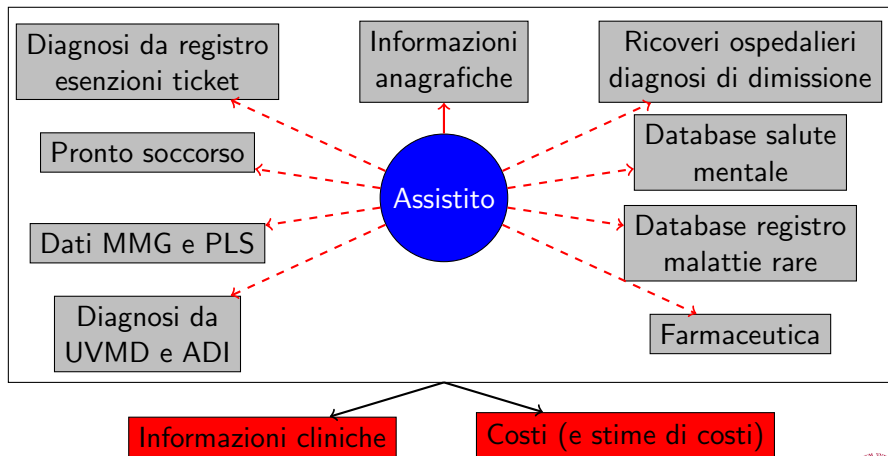 Diagnosi da registro
esenzioni ticket
Informazioni
anagrafiche
Ricoveri ospedalieri
diagnosi di dimissione
Pronto soccorso
Database salute
mentale
Assistito
Dati MMG e PLS
Database registro
malattie rare
Diagnosi da
UVMD e ADI
Farmaceutica
Informazioni cliniche
Costi (e stime di costi)